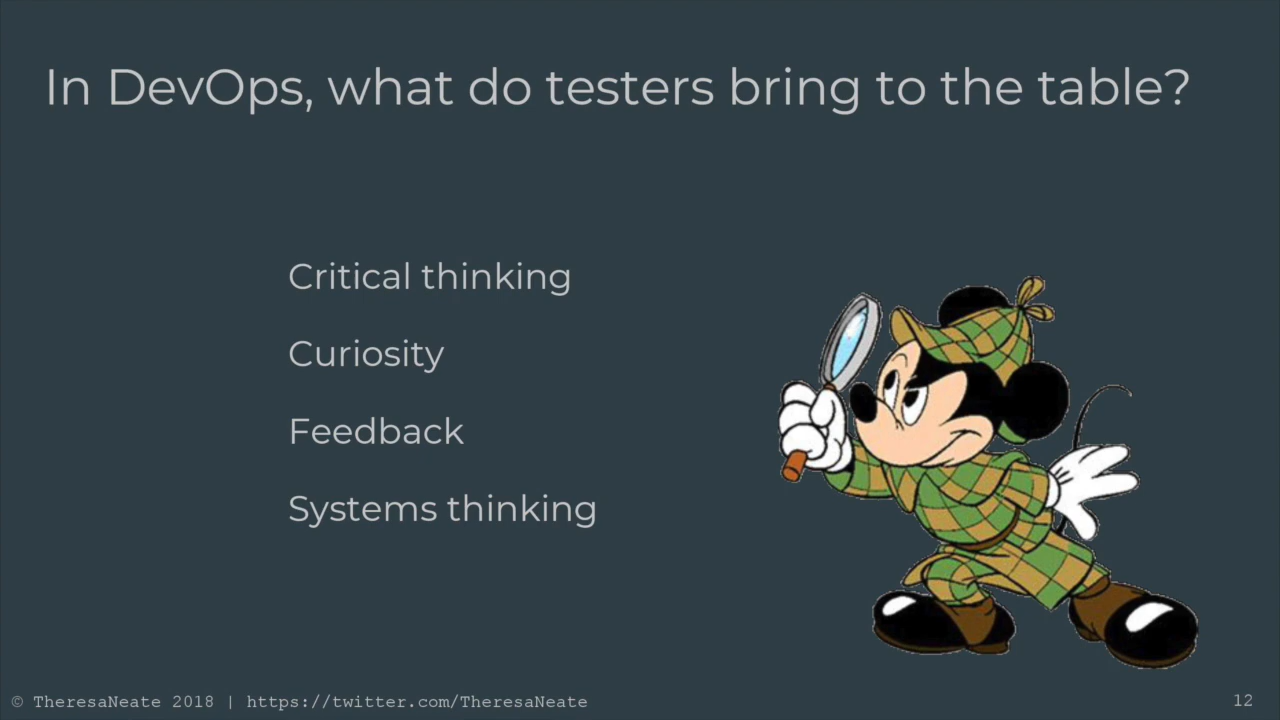 In DevOps, what do testers bring to the table?
Critical thinking
Curiosity
Feedback
Systems thinking
© TheresaNeate 2018 | https://twitter.com/TheresaNeate
12